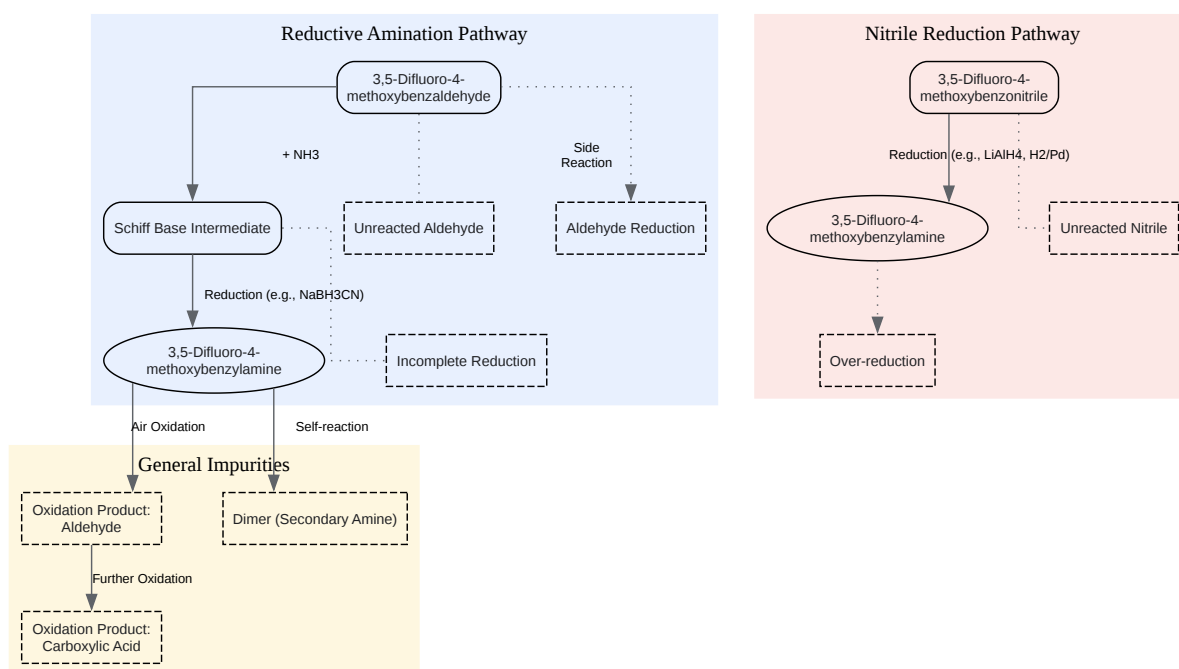 Reductive Amination Pathway
3,5-Difluoro-4-
methoxybenzaldehyde
+ NH3
Side
Reaction
Schiff Base Intermediate
Unreacted Aldehyde
Aldehyde Reduction
Reduction (e.g., NaBH3CN)
3,5-Difluoro-4-
methoxybenzylamine
Incomplete Reduction
Nitrile Reduction Pathway
3,5-Difluoro-4-
methoxybenzonitrile
Reduction (e.g., LiAlH4, H2/Pd)
3,5-Difluoro-4-
methoxybenzylamine
Unreacted Nitrile
Over-reduction
Air Oxidation
Self-reaction
General Impurities
Oxidation Product:
Aldehyde
Dimer (Secondary Amine)
Further Oxidation
Oxidation Product:
Carboxylic Acid